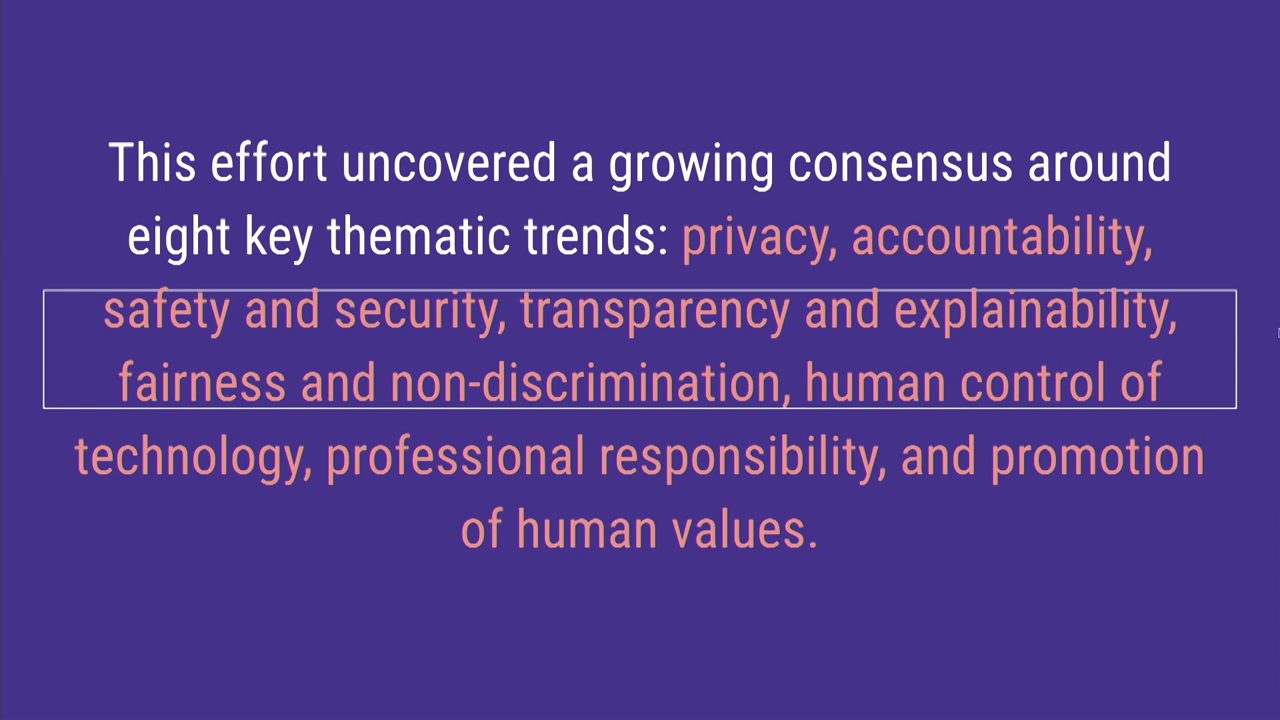 This effort uncovered a growing consensus around
eight key thematic trends: privacy, accountability,
safety and security, transparency and explainability,
fairness and non-discrimination, human control of
technology, professional responsibility, and promotion
of human values.